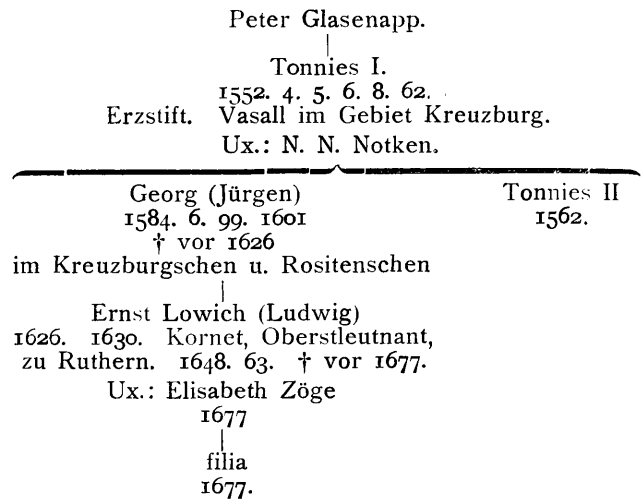 Peter Glasenapp.
Tonnies I.
1552. 4. 5. 6. 8. 62.
Erzstift. Vasall im Gebiet Kreuzburg.
Ux.: N. N. Notken.
Georg (Jürgen)
1584. 6. 99. 1601
† vor 1626
im Kreuzburgschen u. Rositenschen
Tonnies II
1562.
Ernst Lowich (Ludwig)
1626. 1630. Kornet, Oberstleutnant,
zu Ruthern. 1648. 63. † vor 1677.
Ux.: Elisabeth Zöge
1677
filia
1677.